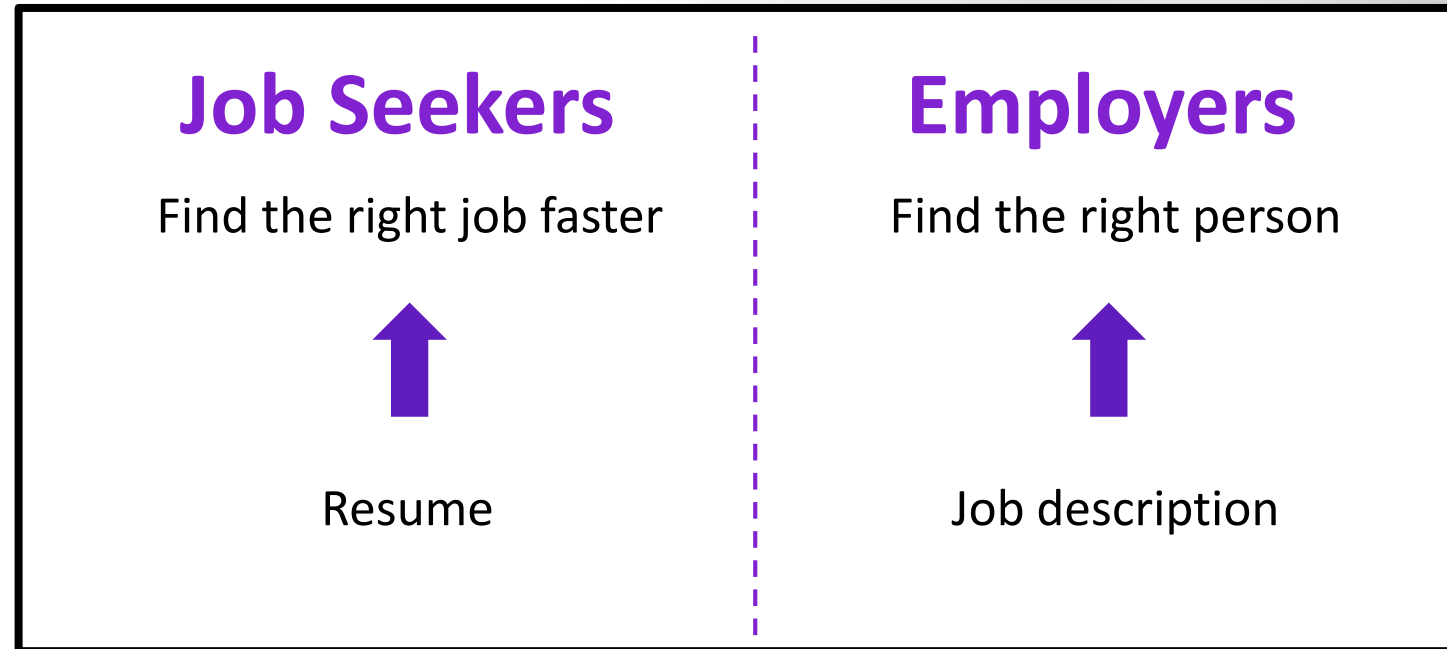 Job Seekers
Find the right job faster
Resume
Employers
Find the right person
Job description